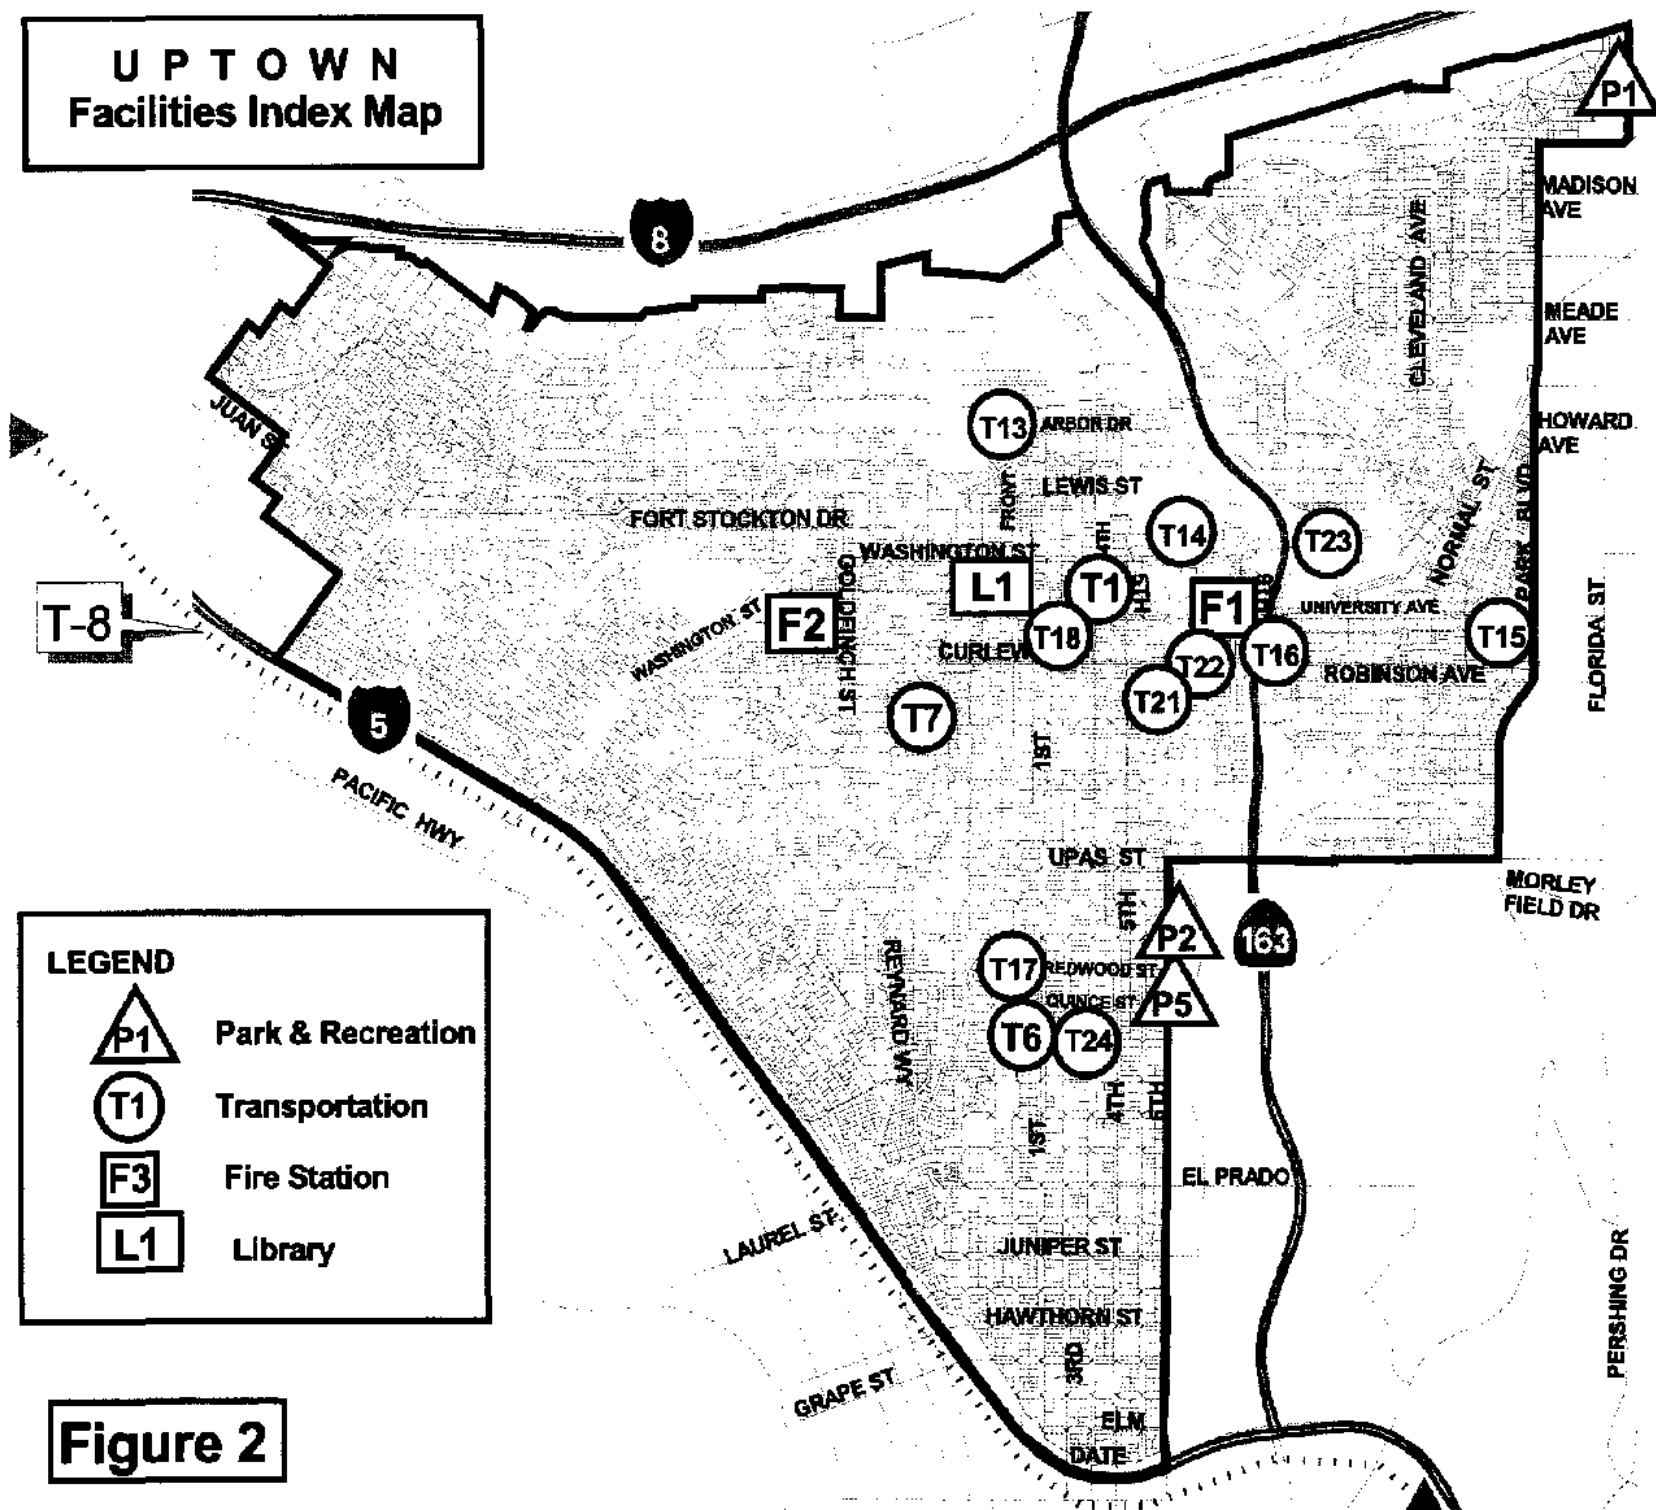 U P T O W N
Facilities Index Map
P1
MADISON
AVE
8
CLEVELAND AVE
MEADE
AVE
JUAN ST
T13
ARBOR DR
HOWARD
AVE
FRONT
LEWIS ST
FORT STOCKTON DR
4TH
T14
T23
NORMAL ST
PARK BLVD
WASHINGTON ST
GOLDFINCH ST
L1
T1
5TH
F1
10TH
UNIVERSITY AVE
FLORIDA ST
T-8
WASHINGTON ST
F2
T18
CURLEW
T22
T16
T15
ROBINSON AVE
T21
T7
5
1ST
PACIFIC HWY
UPAS ST
MORLEY
FIELD DR
5TH
P2
163
REYNARD WY
T17
REDWOOD ST
QUINCE ST
P5
T6
T24
4TH
6TH
1ST
EL PRADO
LAUREL ST
JUNIPER ST
HAWTHORN ST
PERSHING DR
3RD
GRAPE ST
ELM
DATE
LEGEND
P1 Park & Recreation
T1 Transportation
F3 Fire Station
L1 Library
Figure 2